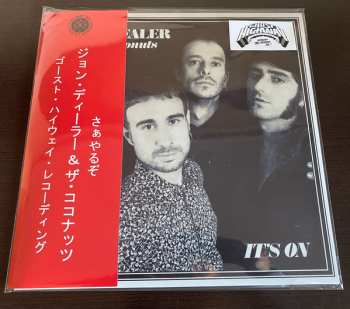 EALER
onuts
GHOST
HIGHWAY
さぁやるぞ
ジョン・ディーラー & ザ・ココナッツ
ゴースト・ハイウェイ・レコーディング
IT'S ON